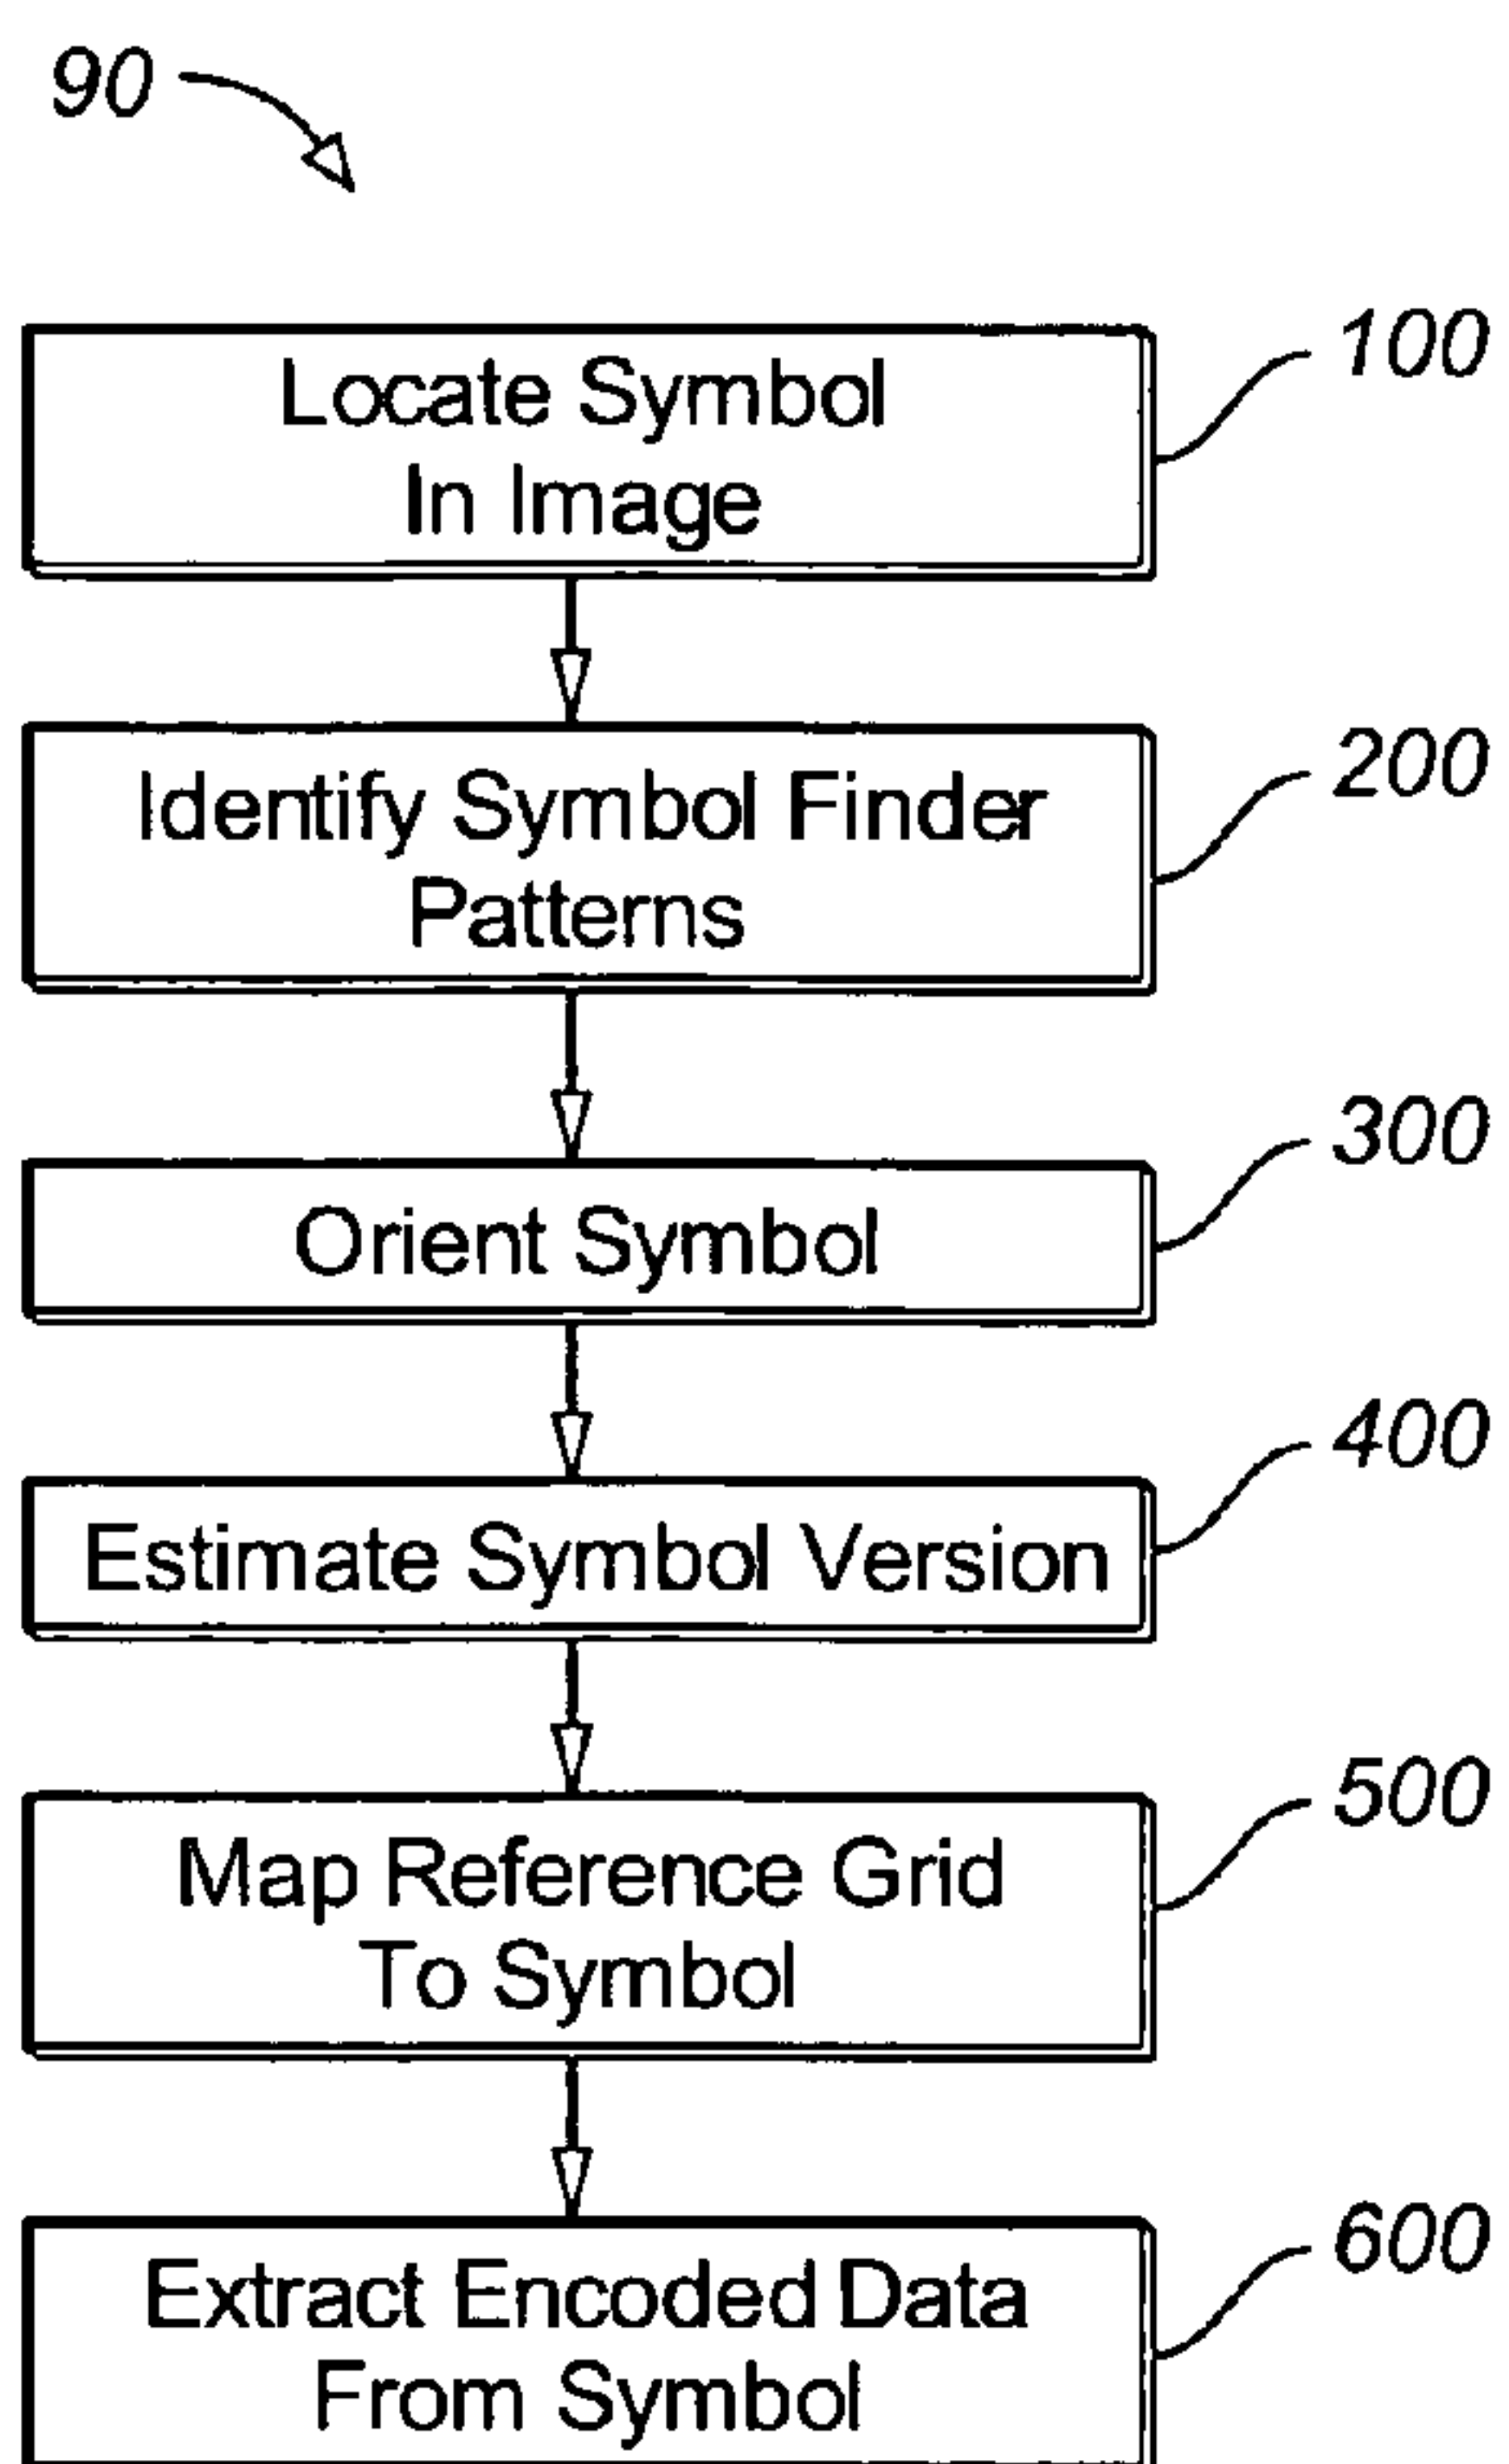 90
100
Locate Symbol
In Image
200
Identify Symbol Finder
Patterns
300
Orient Symbol
400
Estimate Symbol Version
500
Map Reference Grid
To Symbol
600
Extract Encoded Data
From Symbol